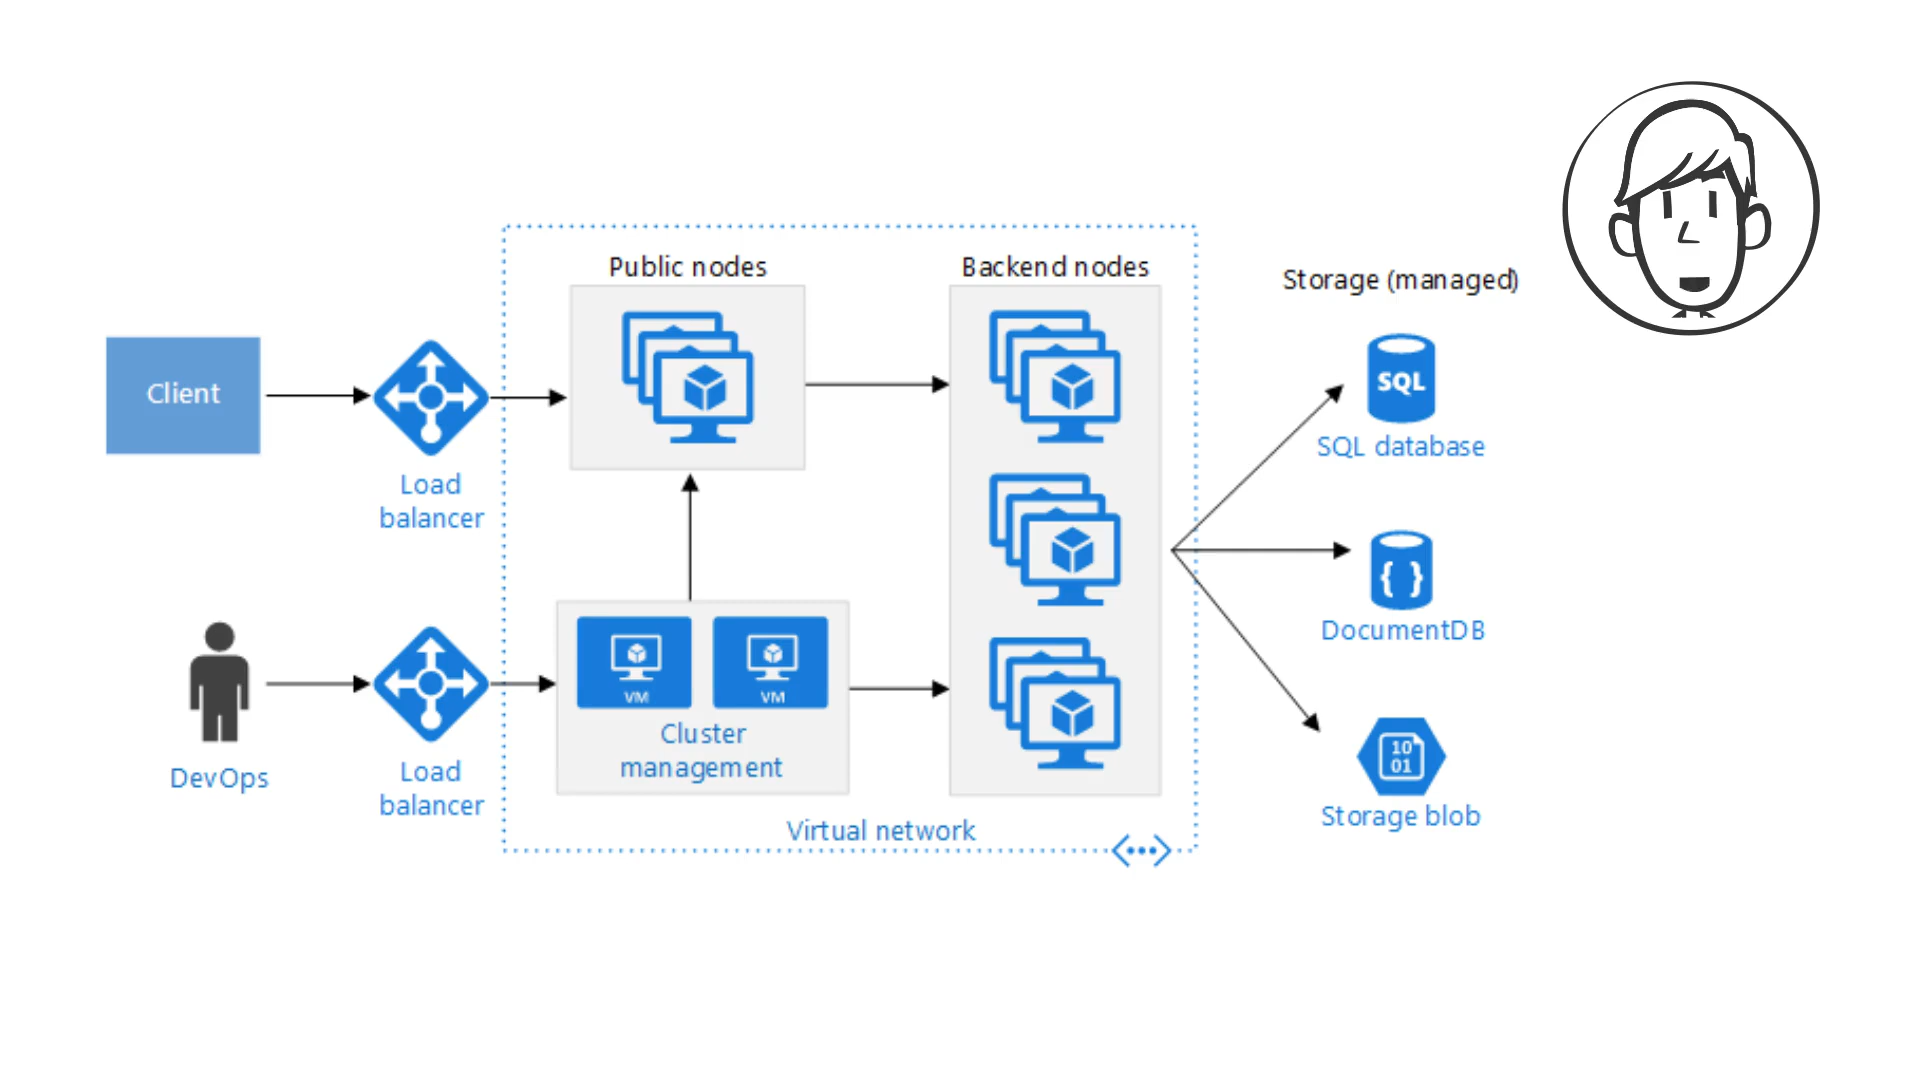 Public nodes
Backend nodes
Storage (managed)
Client
SQL
SQL database
Load
balancer
{ }
DocumentDB
VM
VM
Cluster
management
DevOps
Load
balancer
10
01
Storage blob
Virtual network